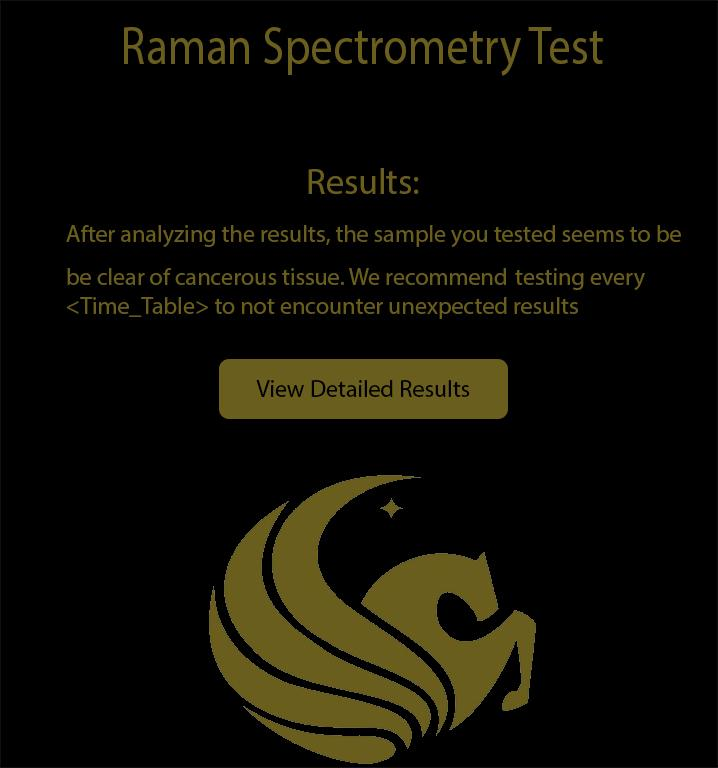 Raman Spectrometry Test
Results:
After analyzing the results, the sample you tested seems to be
be clear of cancerous tissue. We recommend testing every
<Time_Table> to not encounter unexpected results
View Detailed Results